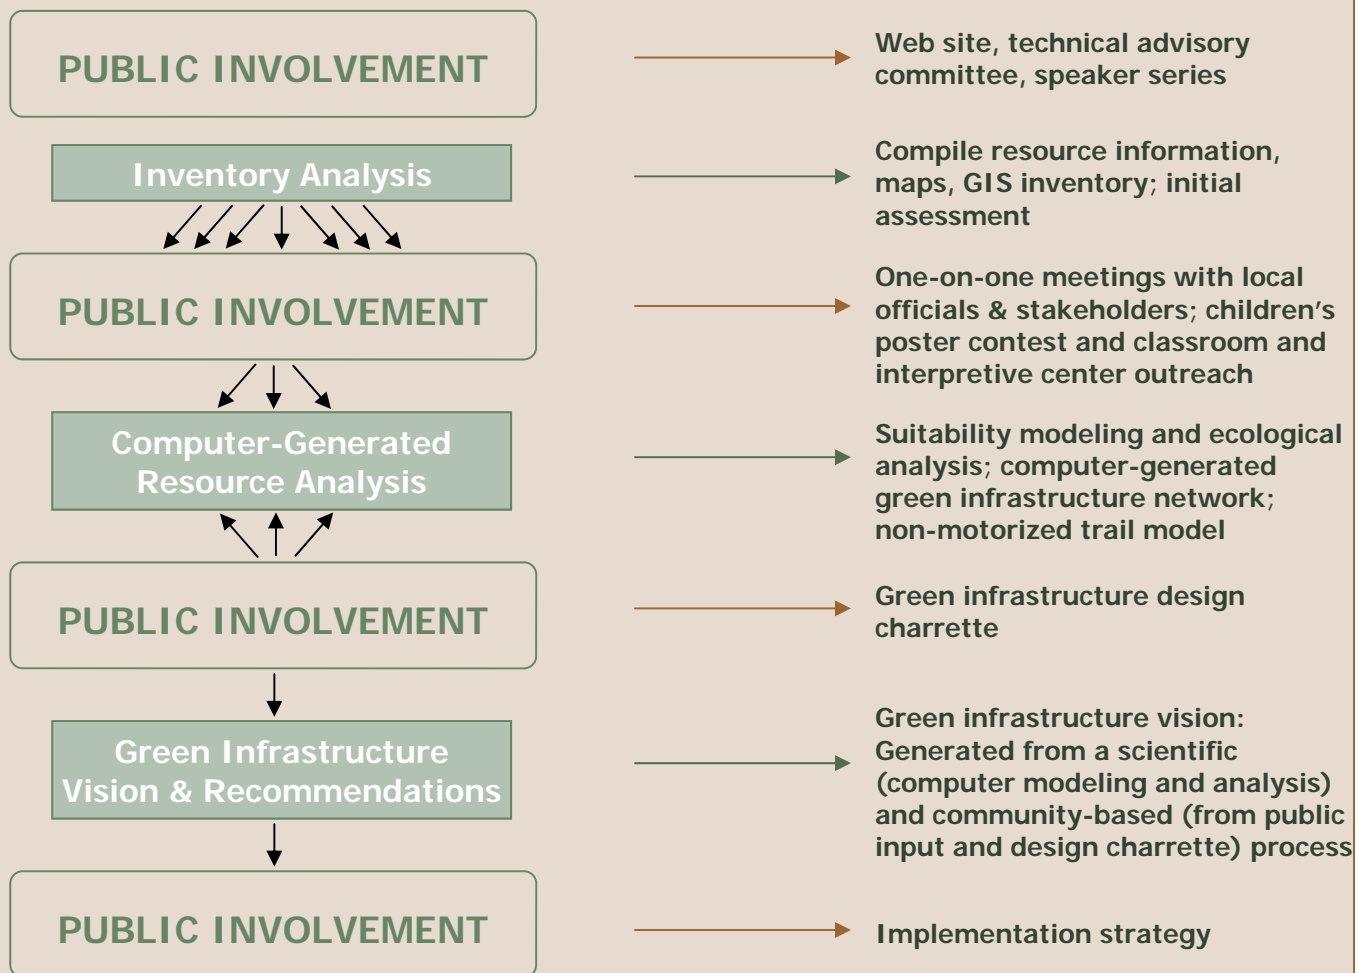 PUBLIC INVOLVEMENT
Web site, technical advisory
committee, speaker series
Inventory Analysis
Compile resource information,
maps, GIS inventory; initial
assessment
PUBLIC INVOLVEMENT
One-on-one meetings with local
officials & stakeholders; children’s
poster contest and classroom and
interpretive center outreach
Computer-Generated
Resource Analysis
Suitability modeling and ecological
analysis; computer-generated
green infrastructure network;
non-motorized trail model
PUBLIC INVOLVEMENT
Green infrastructure design
charrette
Green Infrastructure
Vision & Recommendations
Green infrastructure vision:
Generated from a scientific
(computer modeling and analysis)
and community-based (from public
input and design charrette) process
PUBLIC INVOLVEMENT
Implementation strategy